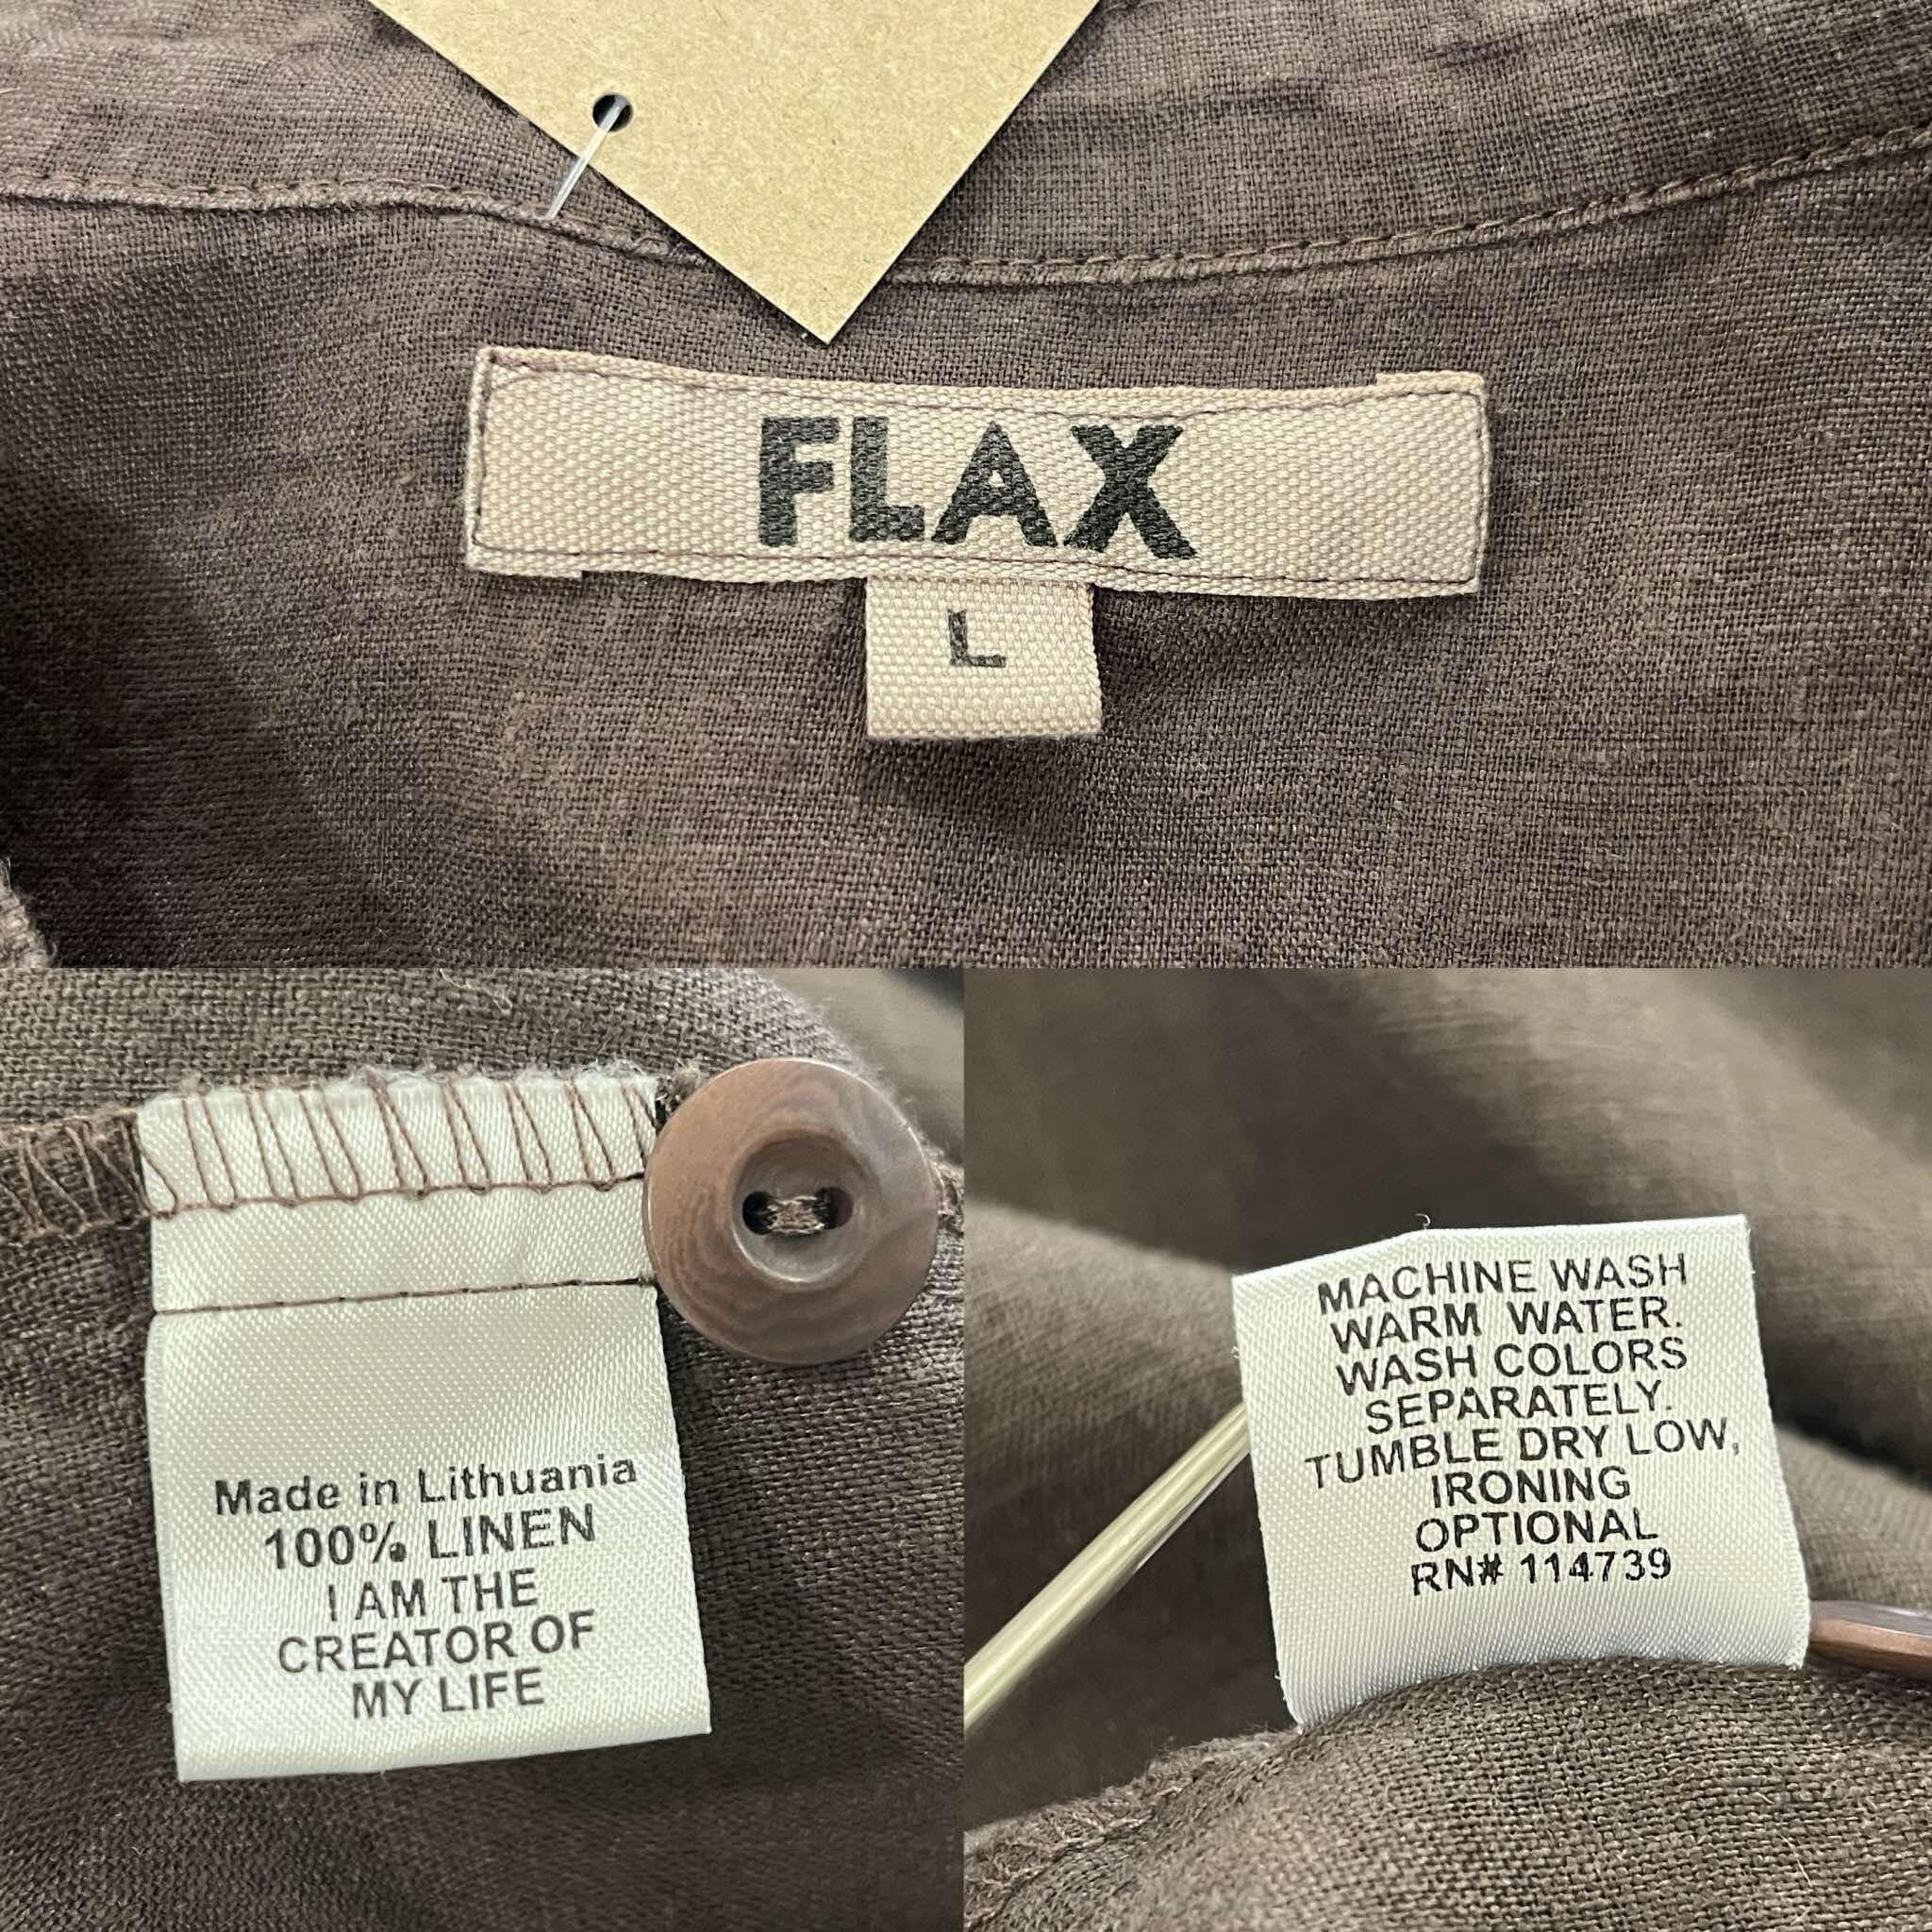 FLAX
L
Made in Lithuania
100% LINEN
I AM THE
CREATOR OF
MY LIFE
MACHINE WASH
WARM WATER.
WASH COLORS
SEPARATELY.
TUMBLE DRY LOW,
IRONING
OPTIONAL
RN# 114739